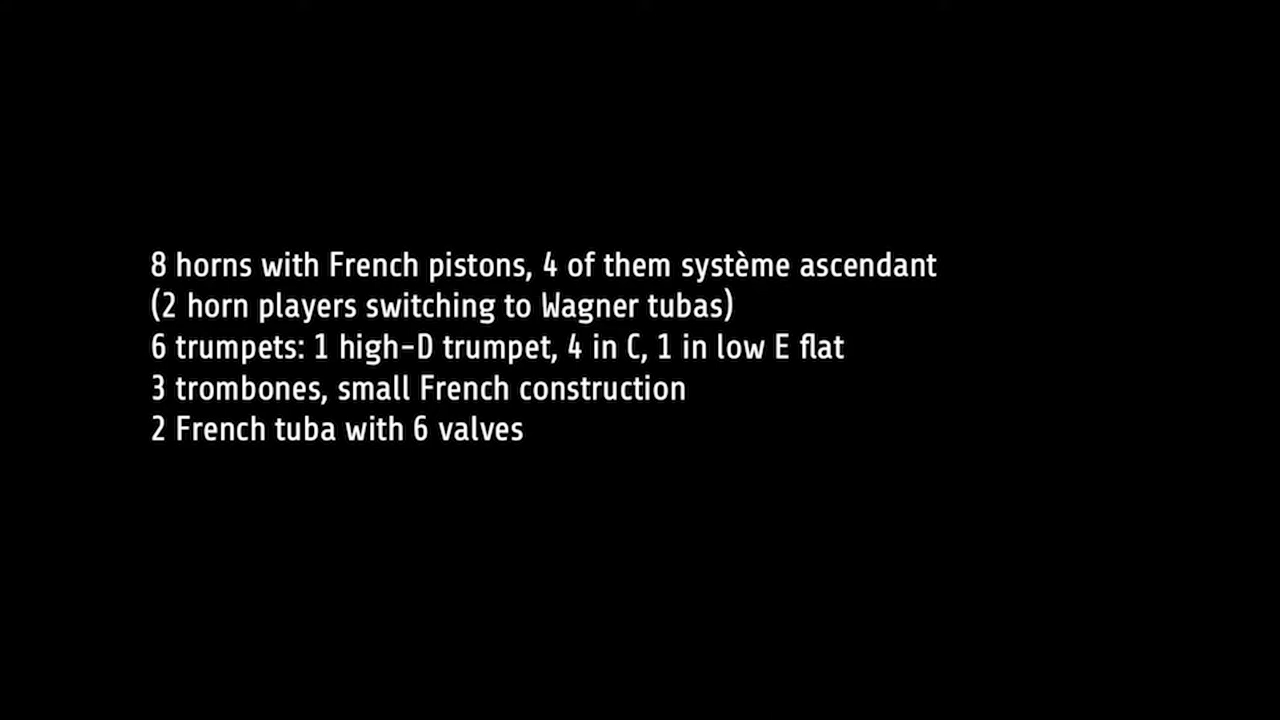 8 horns with French pistons, 4 of them système ascendant
(2 horn players switching to Wagner tubas)
6 trumpets: 1 high-D trumpet, 4 in C, 1 in low E flat
3 trombones, small French construction
2 French tuba with 6 valves